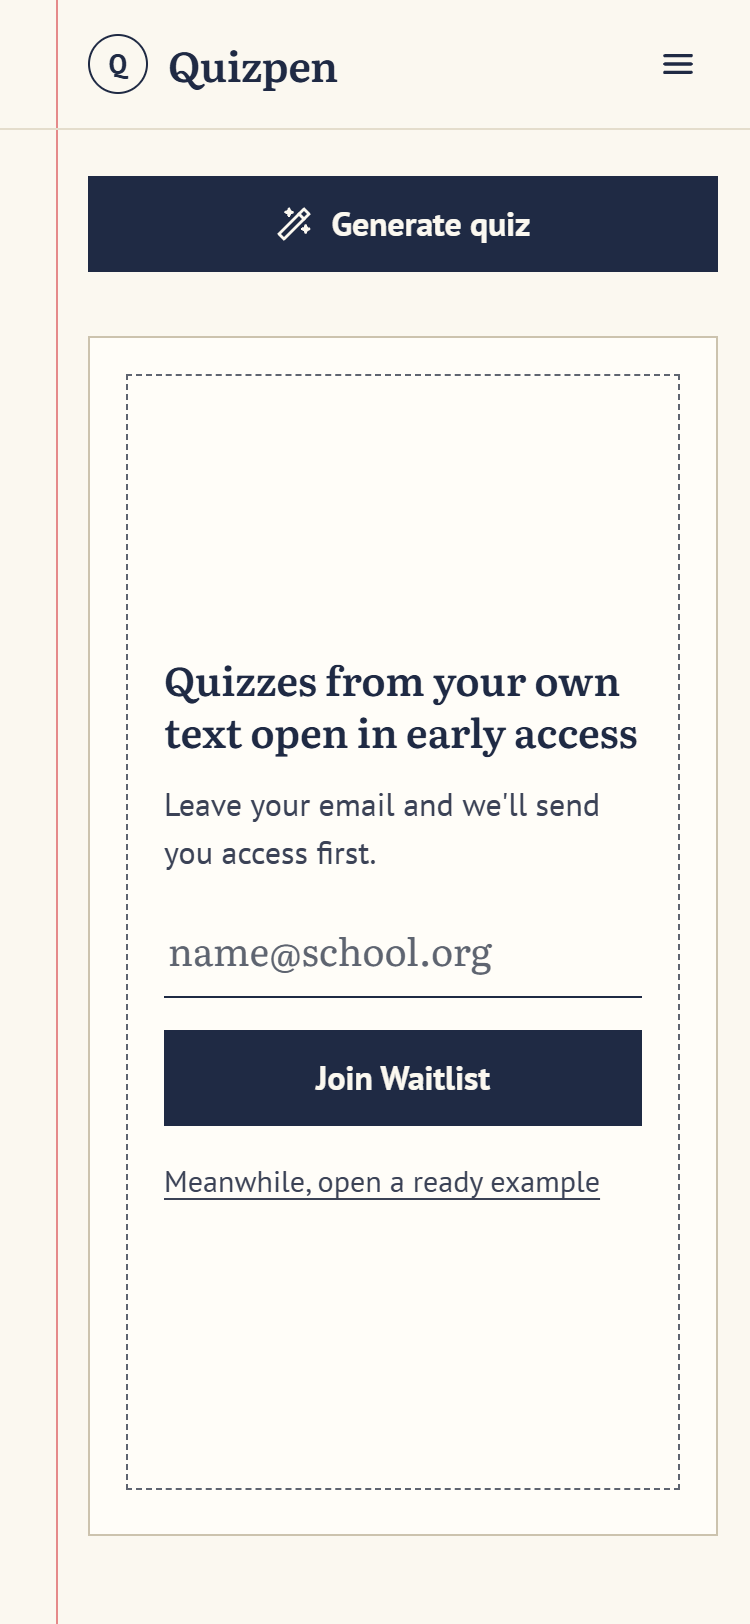 Q Quizpen
Generate quiz
Quizzes from your own
text open in early access
Leave your email and we'll send
you access first.
name@school.org
Join Waitlist
Meanwhile, open a ready example